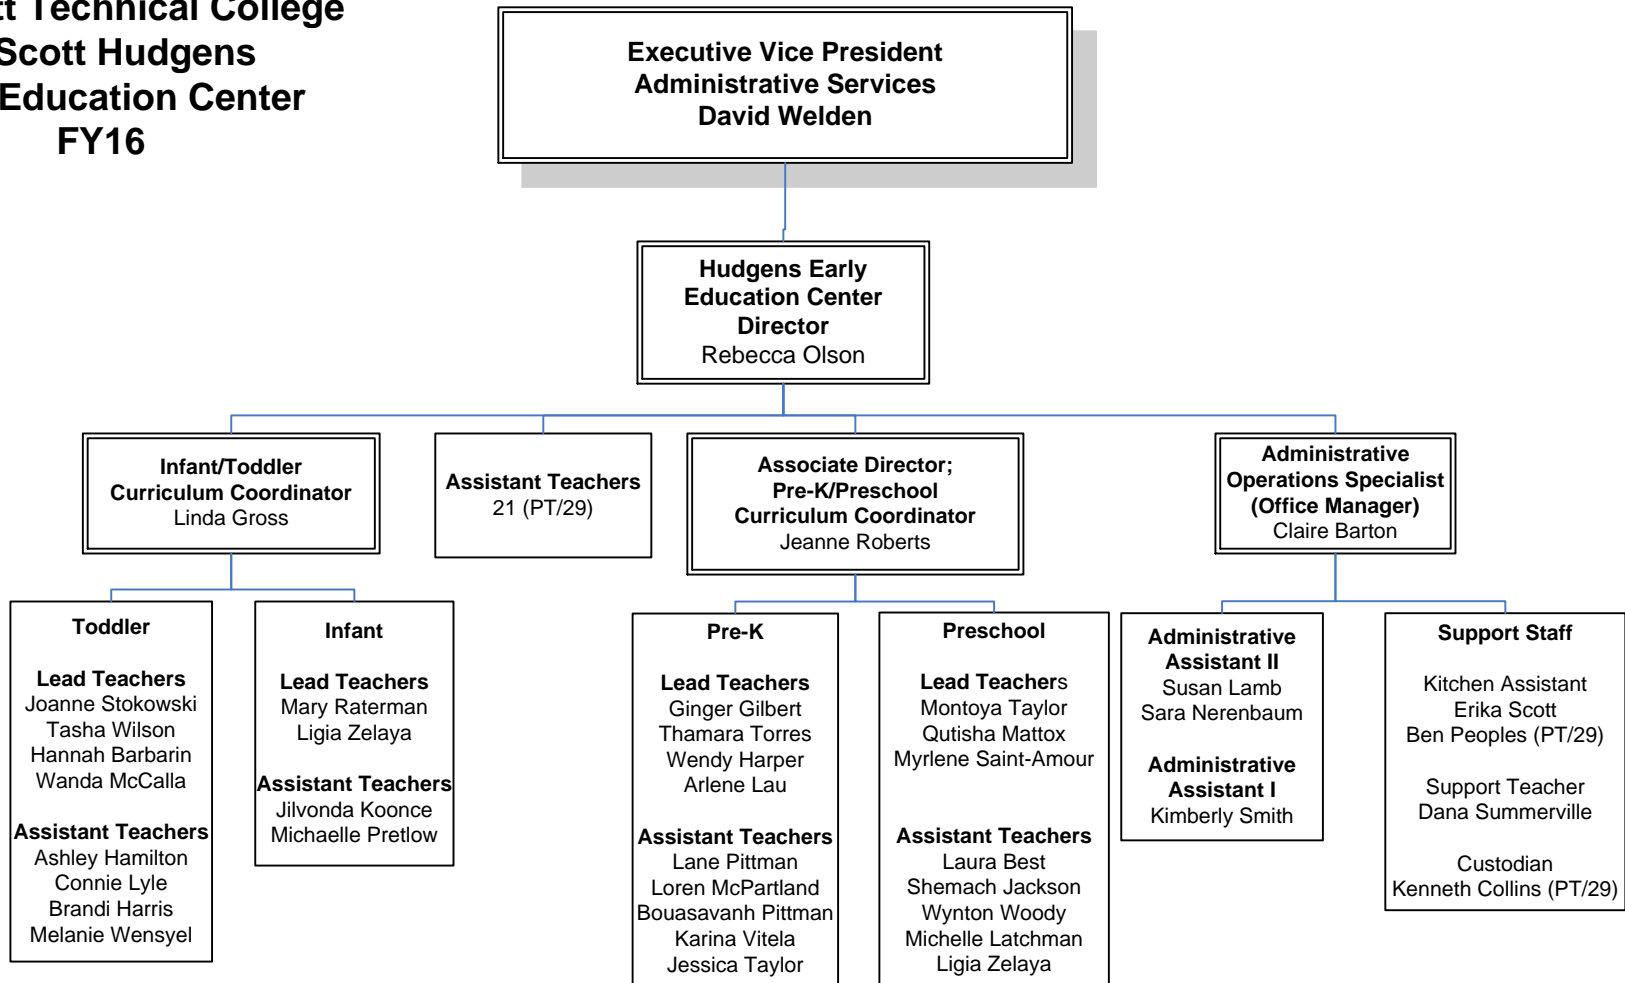 tt Technical College
Scott Hudgens
Education Center
FY16
Executive Vice President
Administrative Services
David Welden
Hudgens Early
Education Center
Director
Rebecca Olson
Infant/Toddler
Curriculum Coordinator
Linda Gross
Assistant Teachers
21 (PT/29)
Associate Director;
Pre-K/Preschool
Curriculum Coordinator
Jeanne Roberts
Administrative
Operations Specialist
(Office Manager)
Claire Barton
Toddler
Lead Teachers
Joanne Stokowski
Tasha Wilson
Hannah Barbarin
Wanda McCalla
Assistant Teachers
Ashley Hamilton
Connie Lyle
Brandi Harris
Melanie Wensyel
Infant
Lead Teachers
Mary Raterman
Ligia Zelaya
Assistant Teachers
Jilvonda Koonce
Michaelle Pretlow
Pre-K
Lead Teachers
Ginger Gilbert
Thamara Torres
Wendy Harper
Arlene Lau
Assistant Teachers
Lane Pittman
Loren McPartland
Bouasavanh Pittman
Karina Vitela
Jessica Taylor
Preschool
Lead Teachers
Montoya Taylor
Qutisha Mattox
Myrlene Saint-Amour
Assistant Teachers
Laura Best
Shemach Jackson
Wynton Woody
Michelle Latchman
Ligia Zelaya
Administrative
Assistant II
Susan Lamb
Sara Nerenbaum
Administrative
Assistant I
Kimberly Smith
Support Staff
Kitchen Assistant
Erika Scott
Ben Peoples (PT/29)
Support Teacher
Dana Summerville
Custodian
Kenneth Collins (PT/29)